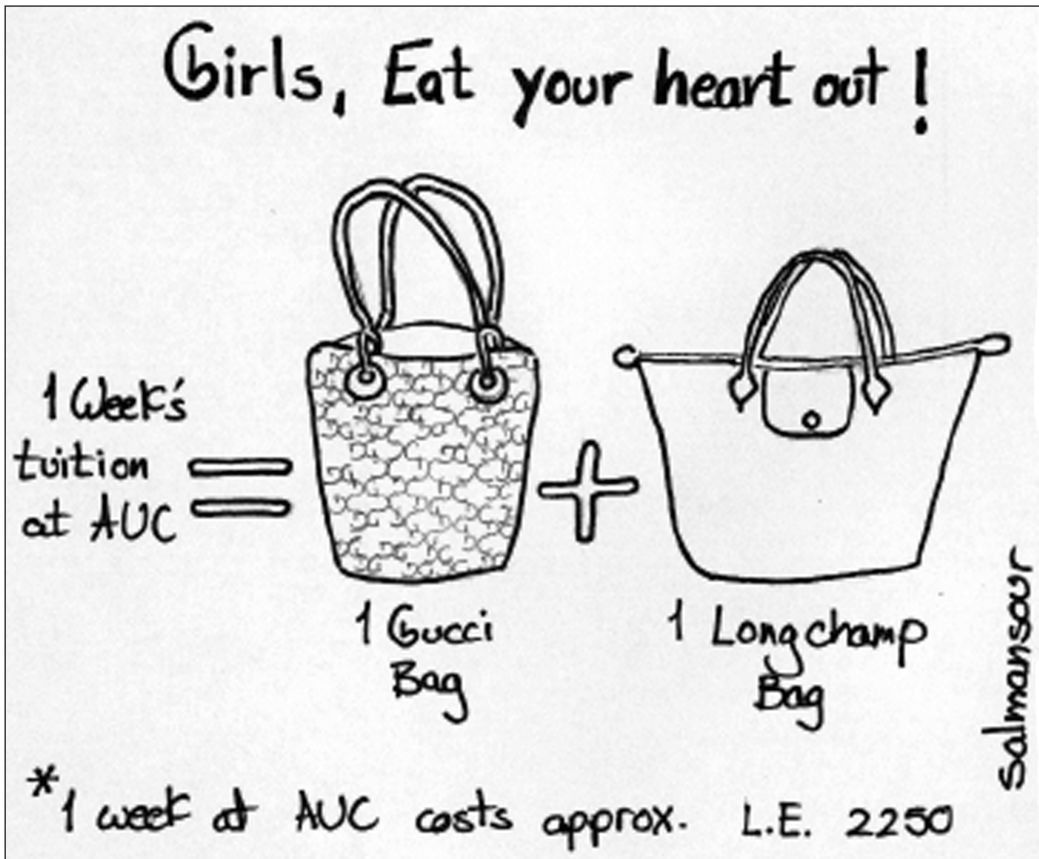 Girls, Eat your heart out!
1 Week's
tuition
at AUC
=
+
1 Gucci
Bag
1 Longchamp
Bag
Salmansour
*1 week at AUC costs approx. L.E. 2250